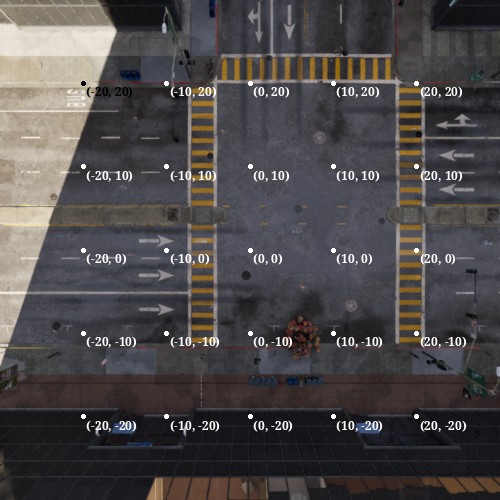 BUS
(-20, 20) (-10, 20) (0, 20) (10, 20) (20, 20)
(-20, 10) (-10, 10) (0, 10) (10, 10) (20, 10)
(-20, 0) (-10, 0) (0, 0) (10, 0) (20, 0)
(-20, -10) (-10, -10) (0, -10) (10, -10) (20, -10)
(-20, -20) (-10, -20) (0, -20) (10, -20) (20, -20)